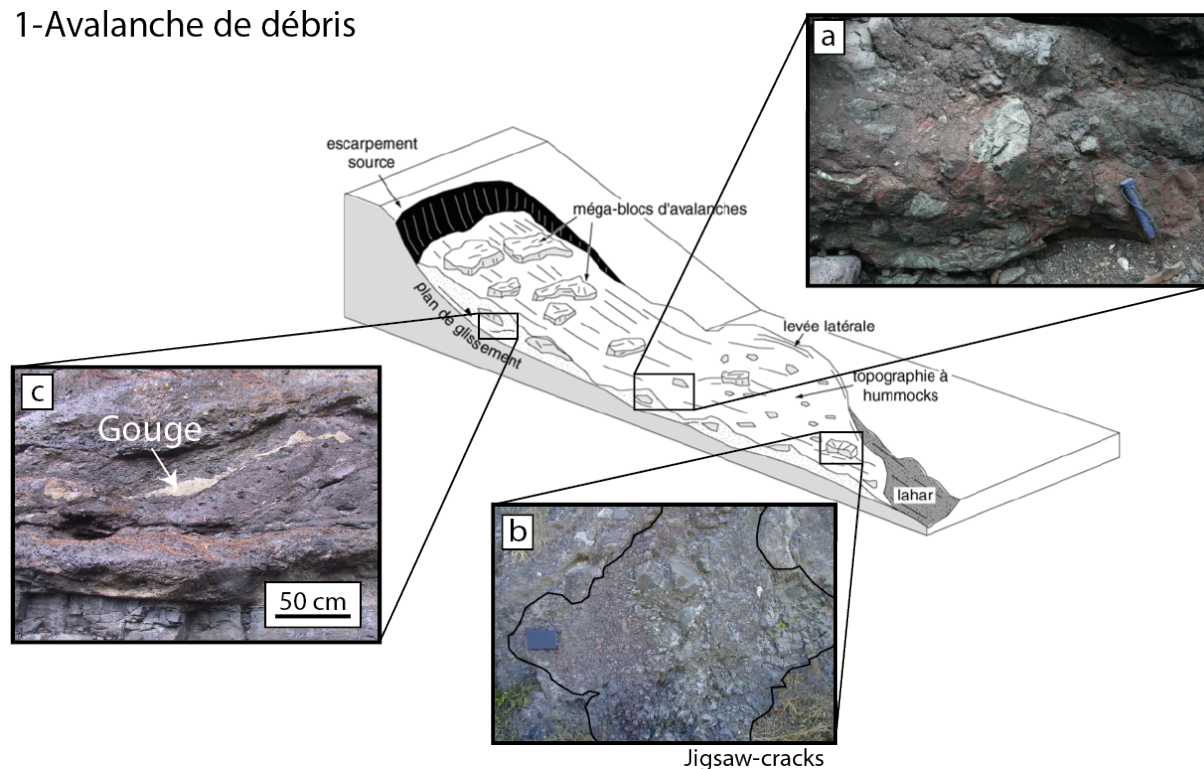 1-Avalanche de débris
a
escarpement
source
méga-blocs d'avalanches
plan de glissement
levée latérale
topographie à
hummocks
c
Gouge
50 cm
lahar
b
Jigsaw-cracks